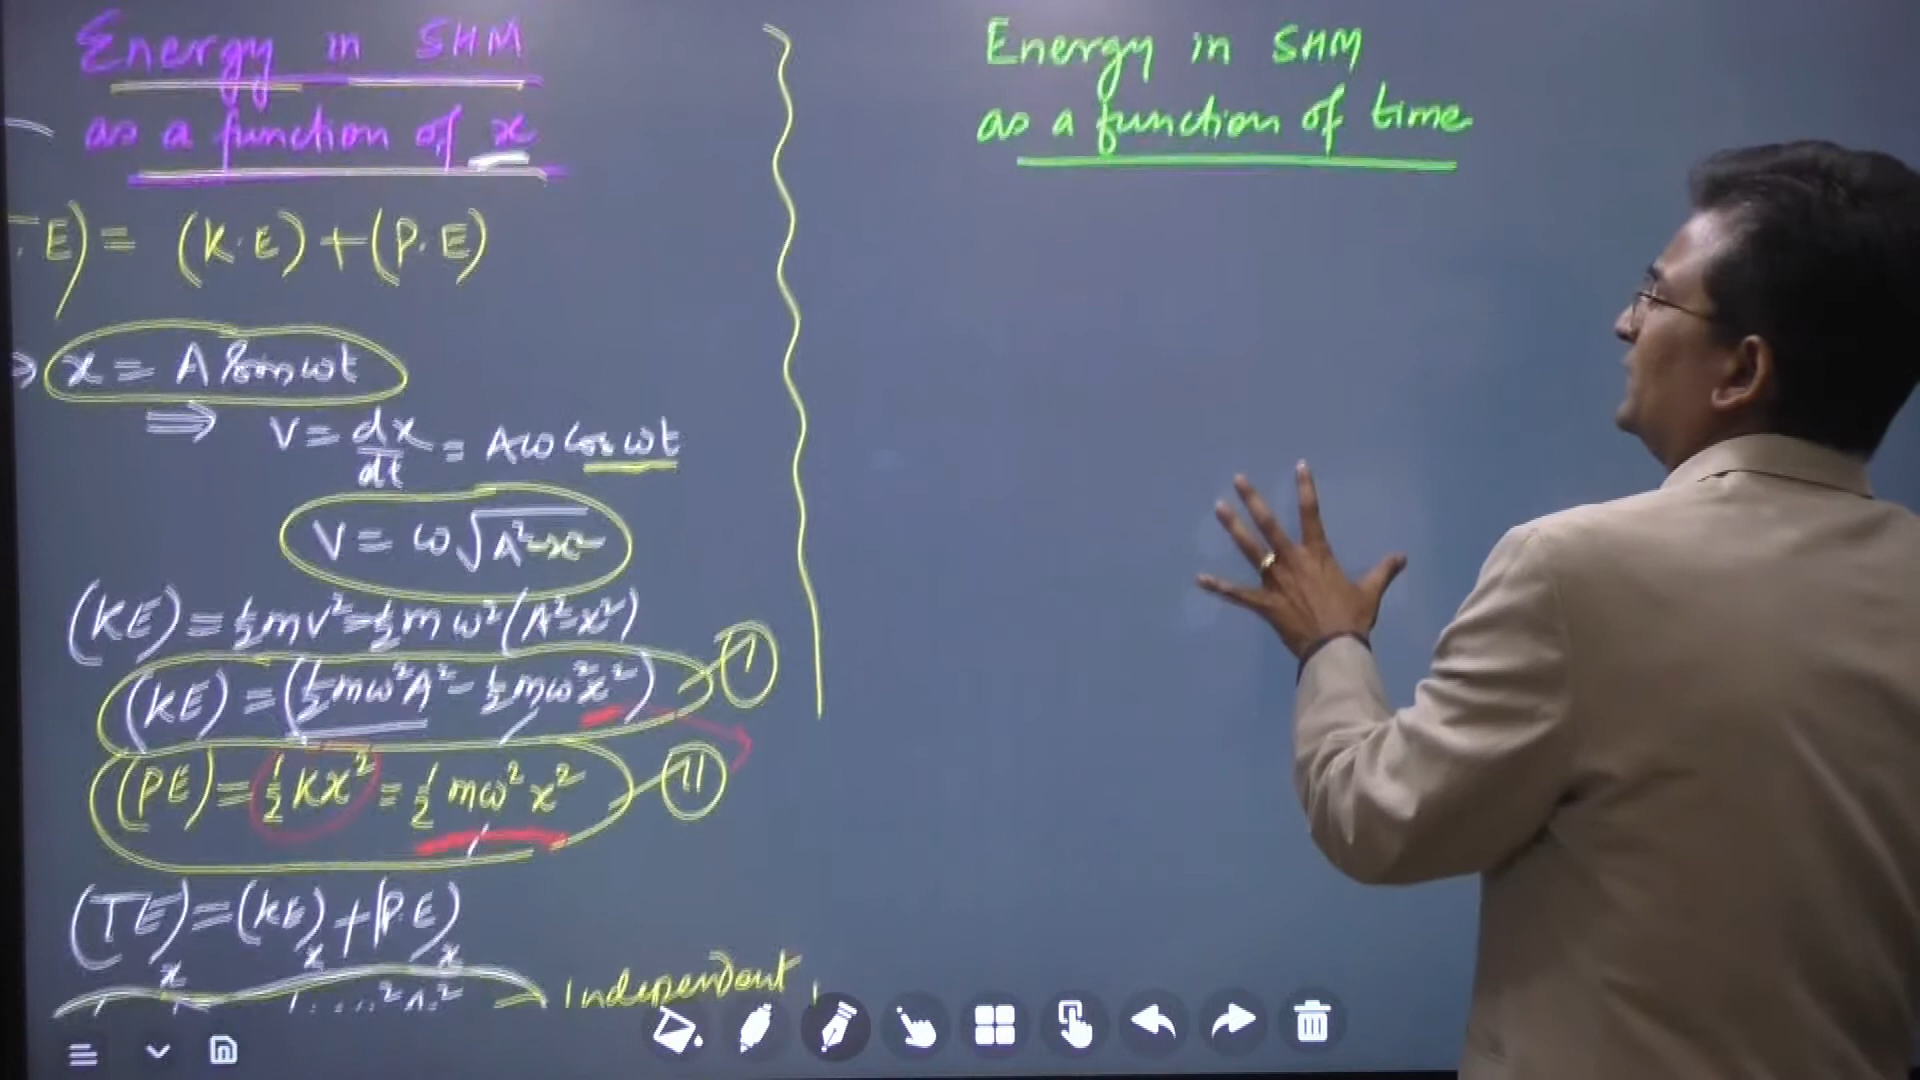 Energy in SHM
as a function of x
.E) = (K.E) + (P.E)
x = A sin ωt
⇒ V = dx/dt = Aω cos ωt
V = ω√(A²-x²)
(KE) = ½mv² = ½mω²(A²-x²)
(KE) = (½mω²A² - ½mω²x²) — I
(PE) = ½Kx² = ½mω²x² — II
(TE)x = (KE)x + (P.E)x
Independent
Energy in SHM
as a function of time